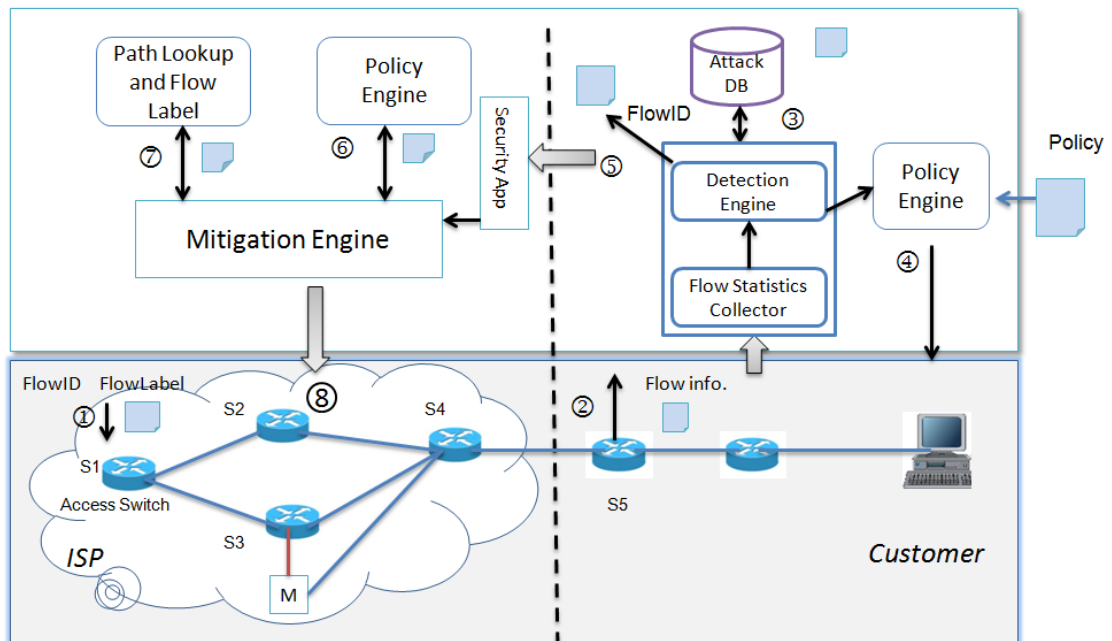 Path Lookup
and Flow
Label
Policy
Engine
Security App
Attack
DB
FlowID
③
⑦
⑥
⑤
Policy
Detection
Engine
Policy
Engine
Mitigation Engine
④
Flow Statistics
Collector
FlowID FlowLabel
①
S2
⑧
S4
②
Flow info.
S1
Access Switch
S5
S3
ISP
M
Customer